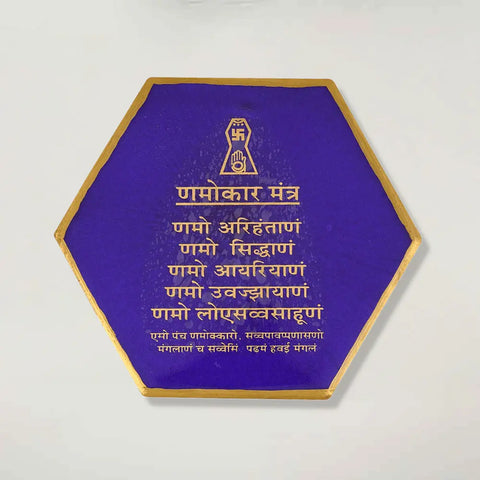 णमोकार मंत्र
णमो अरिहंताणं
णमो सिद्धाणं
णमो आयरियाणं
णमो उवज्झायाणं
णमो लोएसव्वसाहूणं
एमो पंच णमोक्कारो, सव्वपावप्पणासणो
मंगलाणं च सव्वेसिं पढमं हवई मंगलं